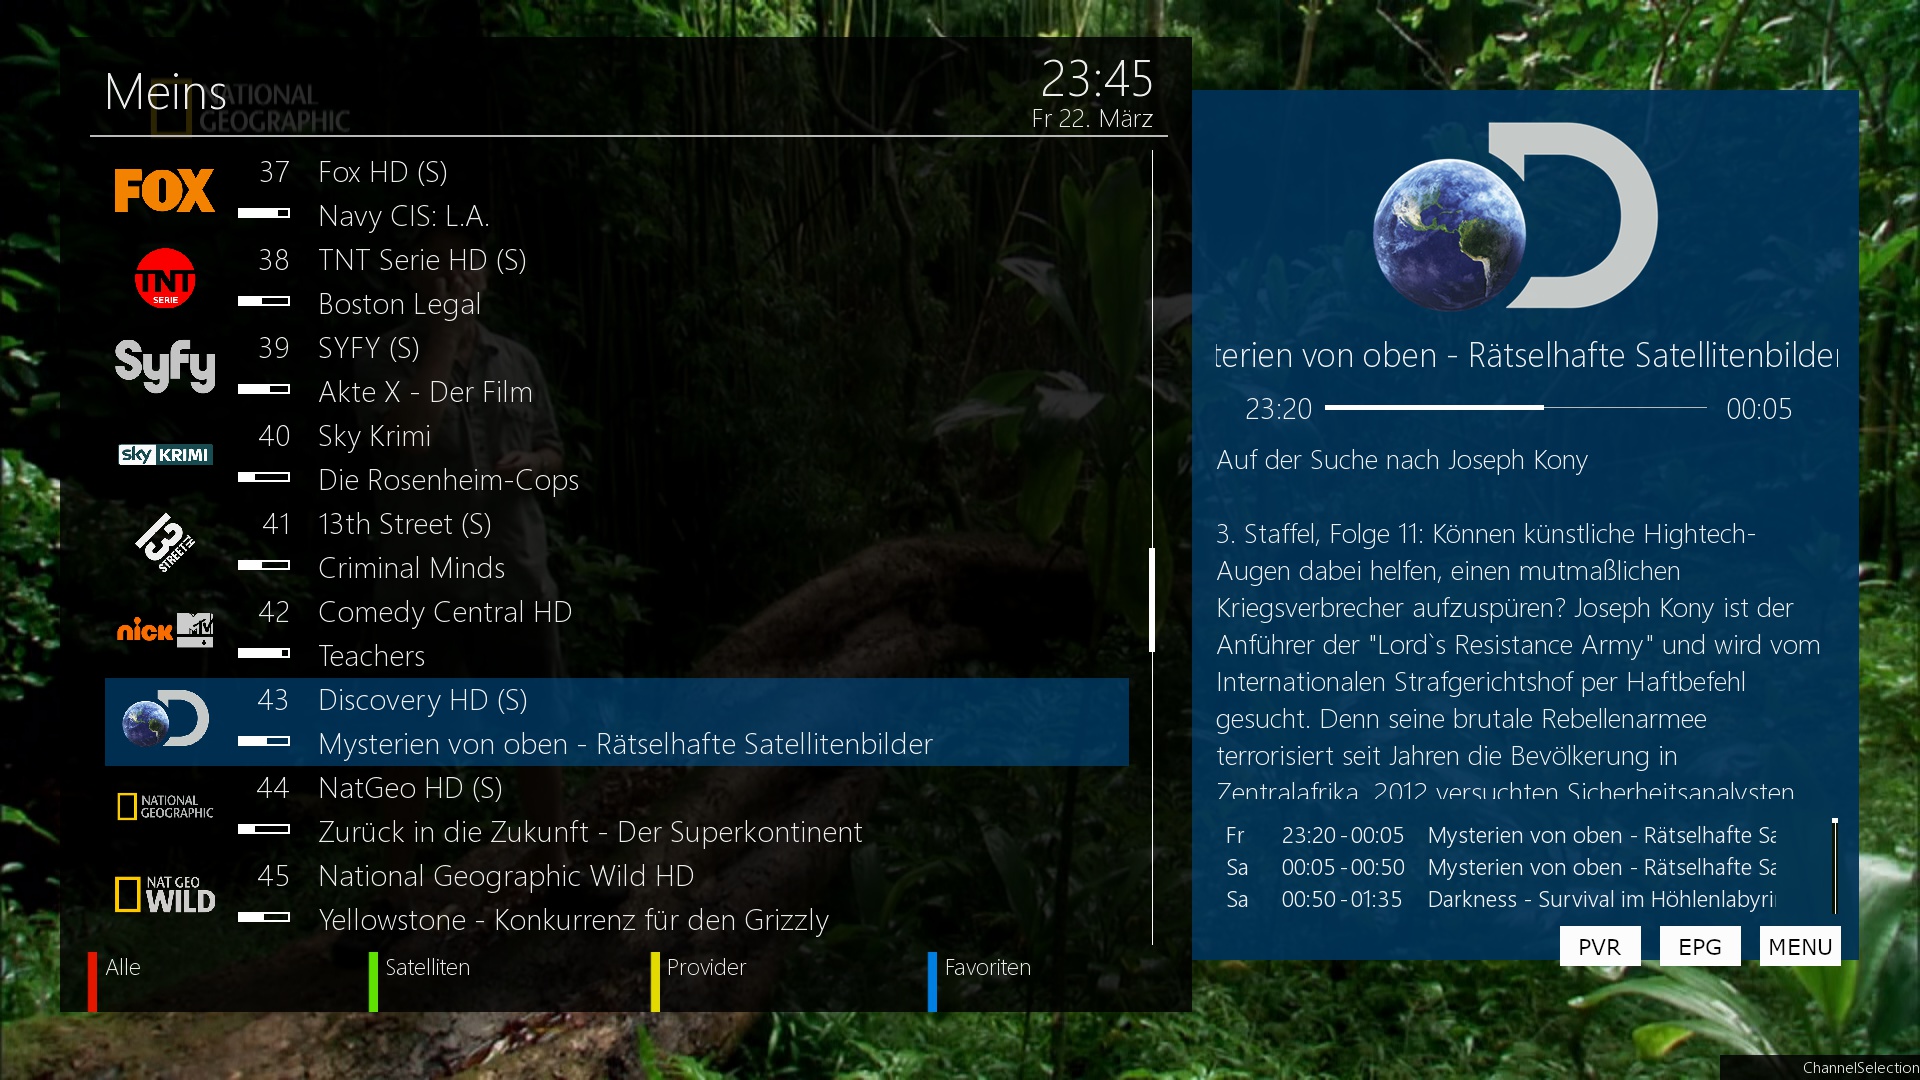 Meins
NATIONAL
GEOGRAPHIC
23:45
Fr 22. März
FOX
37 Fox HD (S)
Navy CIS: L.A.
TNT
SERIE
38 TNT Serie HD (S)
Boston Legal
Syfy
39 SYFY (S)
Akte X - Der Film
sky KRIMI
40 Sky Krimi
Die Rosenheim-Cops
13
STREET
41 13th Street (S)
Criminal Minds
nick MTV
42 Comedy Central HD
Teachers
43 Discovery HD (S)
Mysterien von oben - Rätselhafte Satellitenbilder
NATIONAL
GEOGRAPHIC
44 NatGeo HD (S)
Zurück in die Zukunft - Der Superkontinent
NAT GEO
WILD
45 National Geographic Wild HD
Yellowstone - Konkurrenz für den Grizzly
Alle
Satelliten
Provider
Favoriten
terien von oben - Rätselhafte Satellitenbilder
23:20 00:05
Auf der Suche nach Joseph Kony
3. Staffel, Folge 11: Können künstliche Hightech-
Augen dabei helfen, einen mutmaßlichen
Kriegsverbrecher aufzuspüren? Joseph Kony ist der
Anführer der "Lord`s Resistance Army" und wird vom
Internationalen Strafgerichtshof per Haftbefehl
gesucht. Denn seine brutale Rebellenarmee
terrorisiert seit Jahren die Bevölkerung in
Zentralafrika. 2012 versuchten Sicherheitsanalysten
Fr 23:20 - 00:05 Mysterien von oben - Rätselhafte Sa
Sa 00:05 - 00:50 Mysterien von oben - Rätselhafte Sa
Sa 00:50 - 01:35 Darkness - Survival im Höhlenlabyri
PVR
EPG
MENU
ChannelSelection